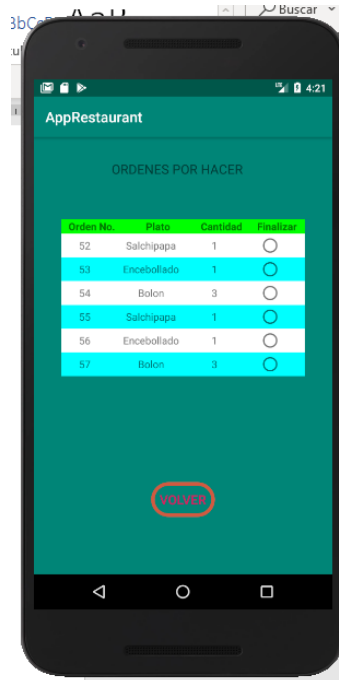 Buscar
4:21
AppRestaurant
ORDENES POR HACER
Orden No. Plato Cantidad Finalizar
52 Salchipapa 1
53 Encebollado 1
54 Bolon 3
55 Salchipapa 1
56 Encebollado 1
57 Bolon 3
VOLVER